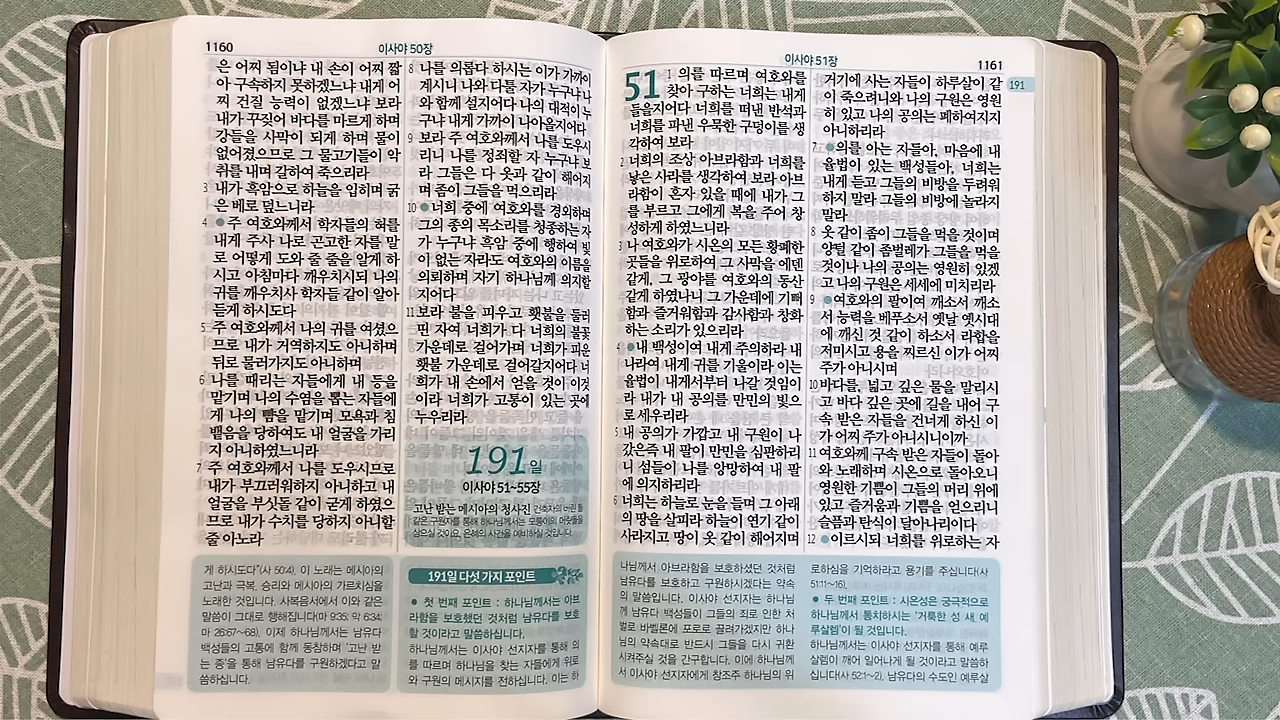 1160
이사야 50장
은 어찌 됨이냐 내 손이 어찌 짧
아 구속하지 못하겠느냐 내게 어
찌 건질 능력이 없겠느냐 보라
내가 꾸짖어 바다를 마르게 하며
강들을 사막이 되게 하며 물이
없어졌으므로 그 물고기들이 악
취를 내며 갈하여 죽으리라
3 내가 흑암으로 하늘을 입히며 굵
은 베로 덮느니라
4 ●주 여호와께서 학자들의 혀를
내게 주사 나로 곤고한 자를 말
로 어떻게 도와 줄 줄을 알게 하
시고 아침마다 깨우치시되 나의
귀를 깨우치사 학자들 같이 알아
듣게 하시도다
5 주 여호와께서 나의 귀를 여셨으
므로 내가 거역하지도 아니하며
뒤로 물러가지도 아니하며
6 나를 때리는 자들에게 내 등을
맡기며 나의 수염을 뽑는 자들에
게 나의 뺨을 맡기며 모욕과 침
뱉음을 당하여도 내 얼굴을 가리
지 아니하였느니라
7 주 여호와께서 나를 도우시므로
내가 부끄러워하지 아니하고 내
얼굴을 부싯돌 같이 굳게 하였으
므로 내가 수치를 당하지 아니할
줄 아노라
8 나를 의롭다 하시는 이가 가까이
계시니 나와 다툴 자가 누구냐 나
와 함께 설지어다 나의 대적이 누
구냐 내게 가까이 나아올지어다
9 보라 주 여호와께서 나를 도우시
리니 나를 정죄할 자 누구냐 보
라 그들은 다 옷과 같이 해어지
며 좀이 그들을 먹으리라
10 ●너희 중에 여호와를 경외하며
그의 종의 목소리를 청종하는 자
가 누구냐 흑암 중에 행하여 빛
이 없는 자라도 여호와의 이름을
의뢰하며 자기 하나님께 의지할
지어다
11 보라 불을 피우고 횃불을 둘러
띤 자여 너희가 다 너희의 불꽃
가운데로 걸어가며 너희가 피운
횃불 가운데로 걸어갈지어다 너
희가 내 손에서 얻을 것이 이것
이라 너희가 고통이 있는 곳에
누우리라
191일
이사야 51~55장
고난 받는 메시아의 청사진 건축자의 버린 돌
같은 구원자를 통해 하나님께서는 모퉁이의 머릿돌을
삼으실 것이요, 은혜의 사건을 예비하실 것입니다.
게 하시도다"(사 50:4). 이 노래는 메시아의
고난과 극복, 승리와 메시아의 가르치심을
노래한 것입니다. 사복음서에서 이와 같은
말씀이 그대로 행해집니다(마 9:35; 막 6:34;
마 26:67~68). 이제 하나님께서는 남유다
백성들의 고통에 함께 동참하며 '고난 받
는 종'을 통해 남유다를 구원하겠다고 말
씀하십니다.
191일 다섯 가지 포인트
● 첫 번째 포인트 : 하나님께서는 아브
라함을 보호했던 것처럼 남유다를 보호
할 것이라고 말씀하십니다.
하나님께서는 이사야 선지자를 통해 의
를 따르며 하나님을 찾는 자들에게 위로
와 구원의 메시지를 전하십니다. 이는 하
이사야 51장
1161
191
51 1 의를 따르며 여호와를
찾아 구하는 너희는 내게
들을지어다 너희를 떠낸 반석과
너희를 파낸 우묵한 구덩이를 생
각하여 보라
2 너희의 조상 아브라함과 너희를
낳은 사라를 생각하여 보라 아브
라함이 혼자 있을 때에 내가 그
를 부르고 그에게 복을 주어 창
성하게 하였느니라
3 나 여호와가 시온의 모든 황폐한
곳들을 위로하여 그 사막을 에덴
같게, 그 광야를 여호와의 동산
같게 하였나니 그 가운데에 기뻐
함과 즐거워함과 감사함과 창화
하는 소리가 있으리라
4 ●내 백성이여 내게 주의하라 내
나라여 내게 귀를 기울이라 이는
율법이 내게서부터 나갈 것임이
라 내가 내 공의를 만민의 빛으
로 세우리라
5 내 공의가 가깝고 내 구원이 나
갔은즉 내 팔이 만민을 심판하리
니 섬들이 나를 앙망하여 내 팔
에 의지하리라
6 너희는 하늘로 눈을 들며 그 아래
의 땅을 살피라 하늘이 연기 같이
사라지고 땅이 옷 같이 해어지며
거기에 사는 자들이 하루살이 같
이 죽으려니와 나의 구원은 영원
히 있고 나의 공의는 폐하여지지
아니하리라
7 ●의를 아는 자들아, 마음에 내
율법이 있는 백성들아, 너희는
내게 듣고 그들의 비방을 두려워
하지 말라 그들의 비방에 놀라지
말라
8 옷 같이 좀이 그들을 먹을 것이며
양털 같이 좀벌레가 그들을 먹을
것이나 나의 공의는 영원히 있겠
고 나의 구원은 세세에 미치리라
9 ●여호와의 팔이여 깨소서 깨소
서 능력을 베푸소서 옛날 옛시대
에 깨신 것 같이 하소서 라합을
저미시고 용을 찌르신 이가 어찌
주가 아니시며
10 바다를, 넓고 깊은 물을 말리시
고 바다 깊은 곳에 길을 내어 구
속 받은 자들을 건너게 하신 이
가 어찌 주가 아니시니이까
11 여호와께 구속 받은 자들이 돌아
와 노래하며 시온으로 돌아오니
영원한 기쁨이 그들의 머리 위에
있고 즐거움과 기쁨을 얻으리니
슬픔과 탄식이 달아나리이다
12 ●이르시되 너희를 위로하는 자
나님께서 아브라함을 보호하셨던 것처럼
남유다를 보호하고 구원하시겠다는 약속
의 말씀입니다. 이사야 선지자는 하나님
께 남유다 백성들이 그들의 죄로 인한 처
벌로 바벨론에 포로로 끌려가겠지만 하나
님의 약속대로 반드시 그들을 다시 귀환
시켜주실 것을 간구합니다. 이에 하나님께
서 이사야 선지자에게 창조주 하나님의 위
로하심을 기억하라고 용기를 주십니다(사
51:11~16).
● 두 번째 포인트 : 시온성은 궁극적으로
하나님께서 통치하시는 '거룩한 성 새 예
루살렘'이 될 것입니다.
하나님께서는 이사야 선지자를 통해 예루
살렘이 깨어 일어나게 될 것이라고 말씀하
십니다(사 52:1~2). 남유다의 수도인 예루살